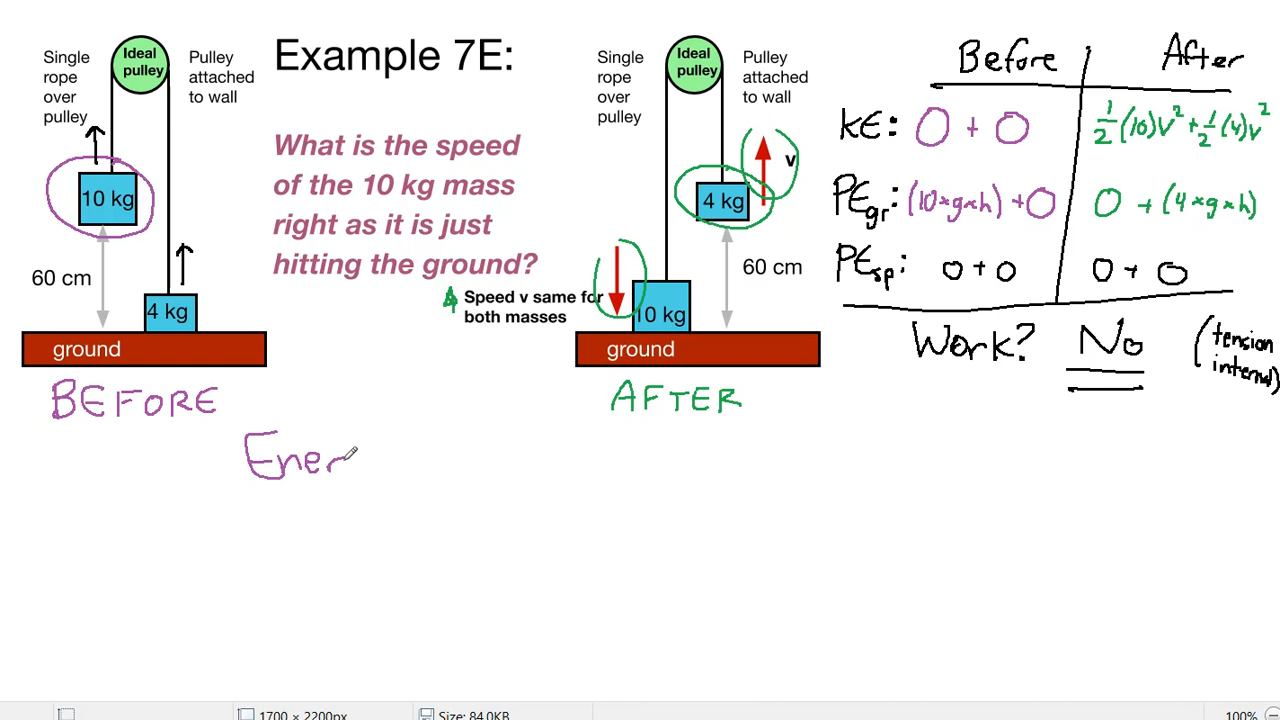 Example 7E:
Single
rope
over
pulley
Ideal
pulley
Pulley
attached
to wall
10 kg
60 cm
4 kg
ground
BEFORE
What is the speed
of the 10 kg mass
right as it is just
hitting the ground?
Speed v same for
both masses
Single
rope
over
pulley
Ideal
pulley
Pulley
attached
to wall
v
4 kg
60 cm
10 kg
ground
AFTER
Before After
KE: 0 + 0 1/2 (10)v² + 1/2 (4)v²
PEgr: (10*g*h) + 0 0 + (4*g*h)
PEsp: 0 + 0 0 + 0
Work? No (tension
internal)
Ener
1700 × 2200px Size: 84.0KB 100%